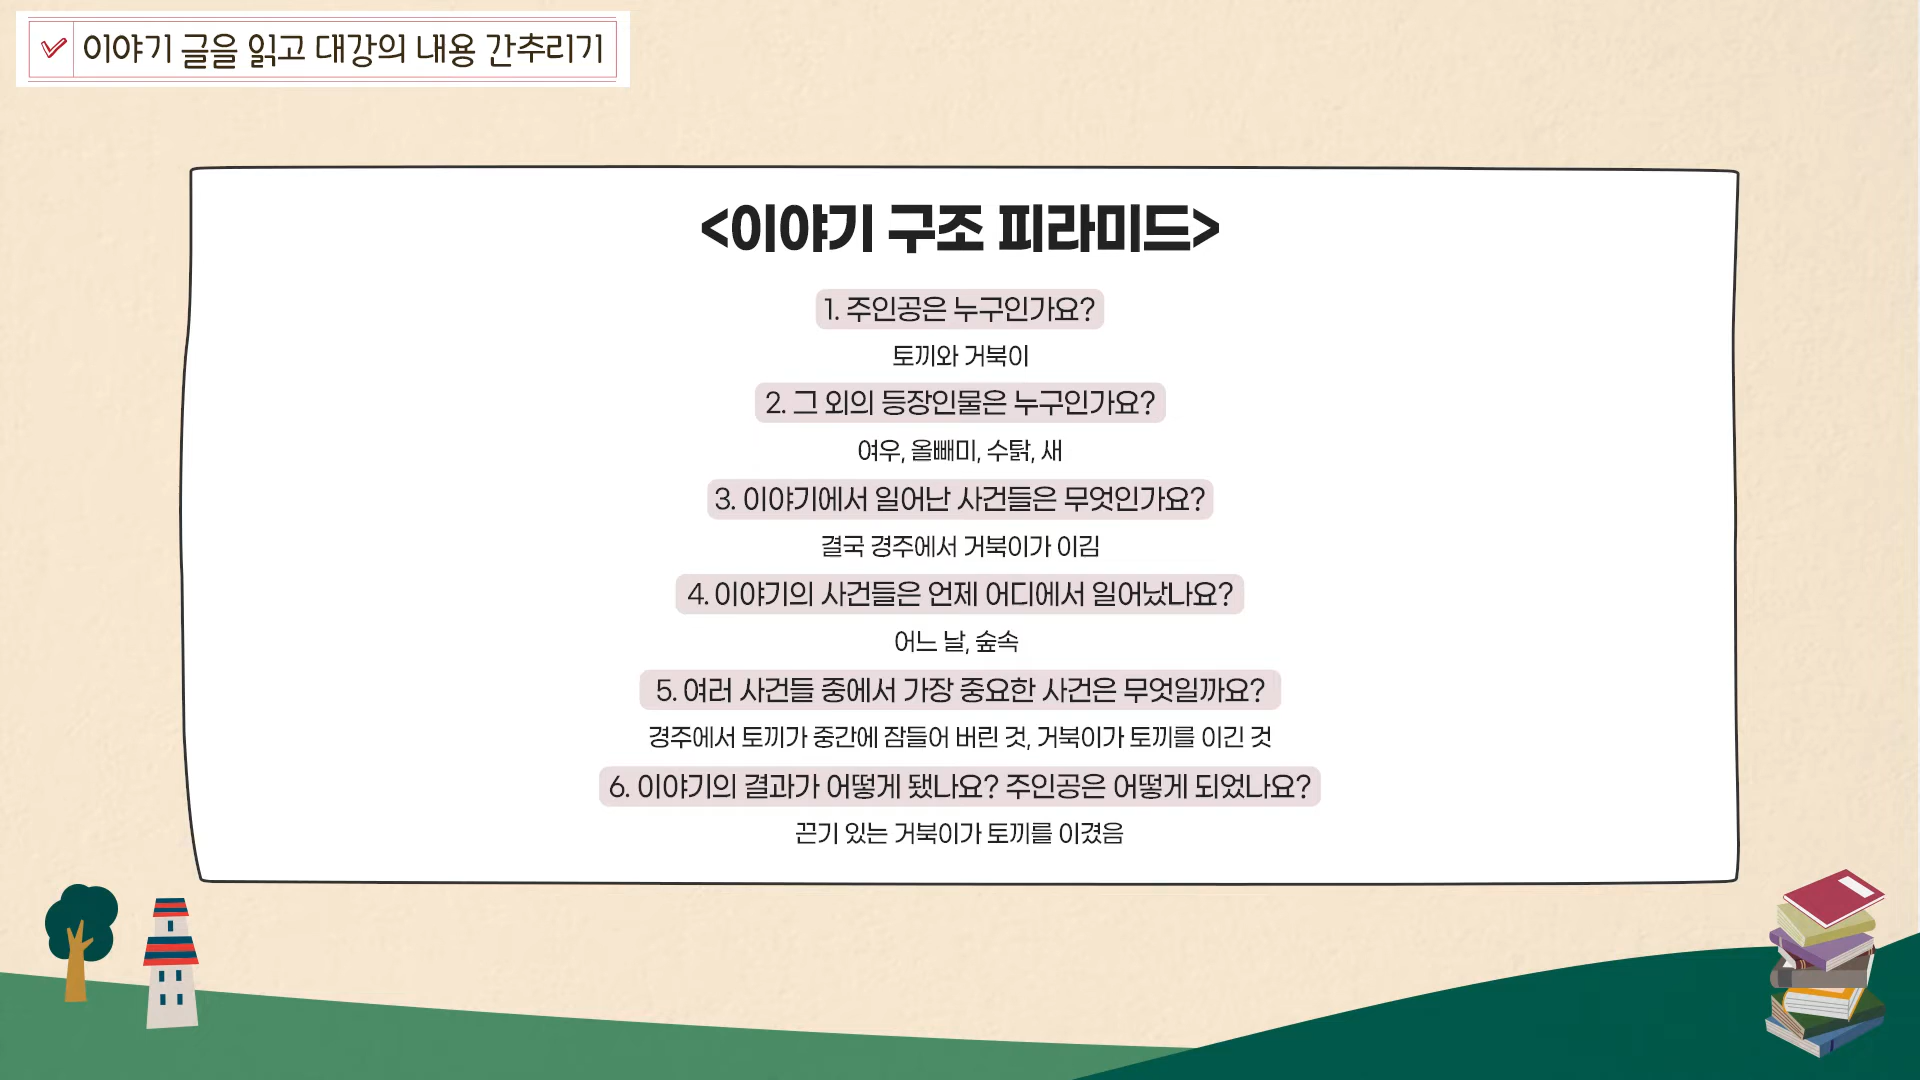 이야기 글을 읽고 대강의 내용 간추리기
<이야기 구조 피라미드>
1. 주인공은 누구인가요?
토끼와 거북이
2. 그 외의 등장인물은 누구인가요?
여우, 올빼미, 수탉, 새
3. 이야기에서 일어난 사건들은 무엇인가요?
결국 경주에서 거북이가 이김
4. 이야기의 사건들은 언제 어디에서 일어났나요?
어느 날, 숲속
5. 여러 사건들 중에서 가장 중요한 사건은 무엇일까요?
경주에서 토끼가 중간에 잠들어 버린 것, 거북이가 토끼를 이긴 것
6. 이야기의 결과가 어떻게 됐나요? 주인공은 어떻게 되었나요?
끈기 있는 거북이가 토끼를 이겼음